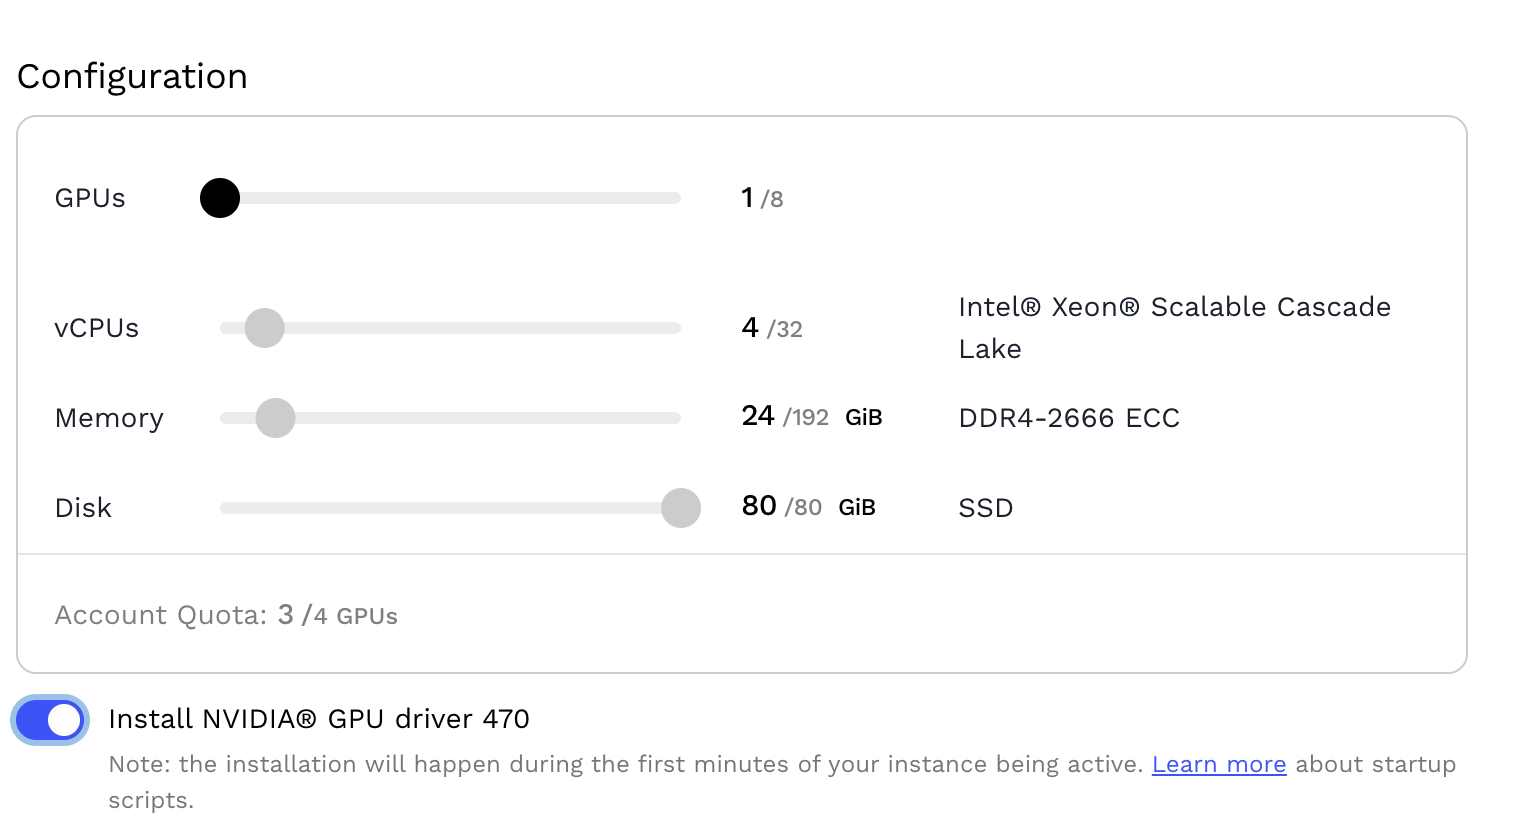 Configuration
GPUs 1 /8
vCPUs 4 /32 Intel® Xeon® Scalable Cascade
Lake
Memory 24 /192 GiB DDR4-2666 ECC
Disk 80 /80 GiB SSD
Account Quota: 3 /4 GPUs
Install NVIDIA® GPU driver 470
Note: the installation will happen during the first minutes of your instance being active. Learn more about startup
scripts.